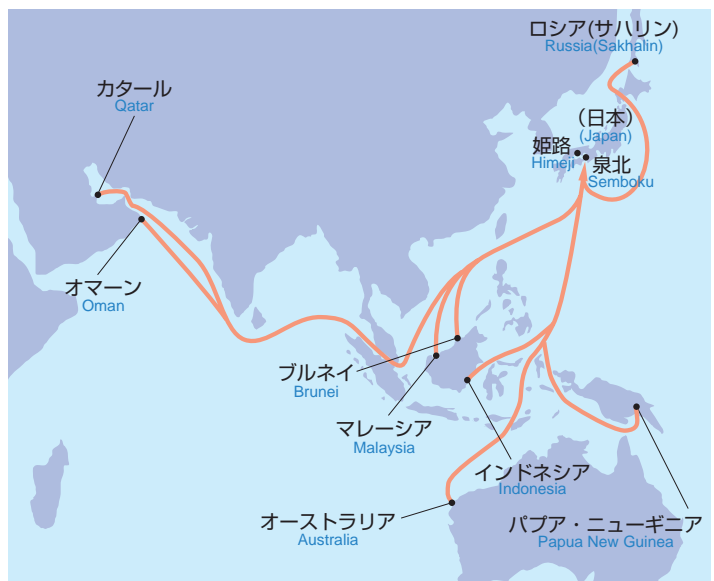 ロシア(サハリン)
Russia(Sakhalin)
カタール
Qatar
（日本）
(Japan)
姫路
Himeji
泉北
Semboku
オマーン
Oman
ブルネイ
Brunei
マレーシア
Malaysia
インドネシア
Indonesia
オーストラリア
Australia
パプア・ニューギニア
Papua New Guinea